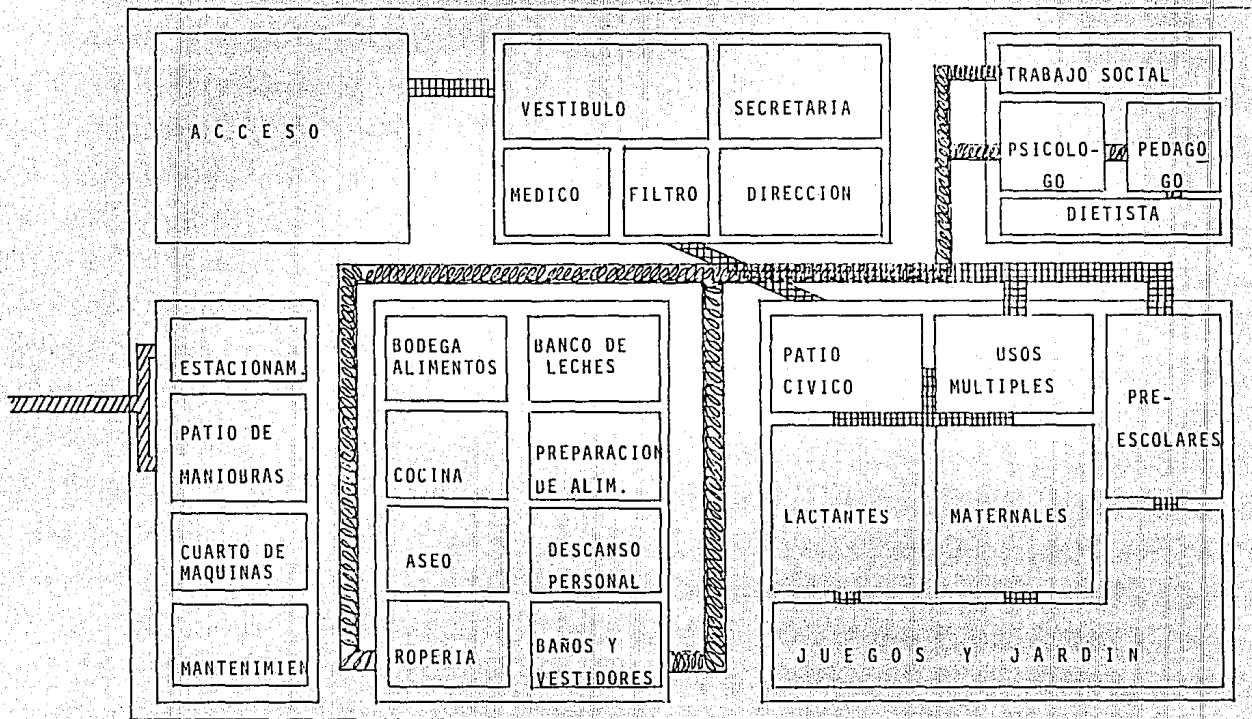 ACCESO
VESTIBULO
SECRETARIA
MEDICO
FILTRO
DIRECCION
TRABAJO SOCIAL
PSICOLO-
GO
PEDAGO
GO
DIETISTA
ESTACIONAM.
PATIO DE
MANIOBRAS
CUARTO DE
MAQUINAS
MANTENIMIEN
BODEGA
ALIMENTOS
BANCO DE
LECHES
COCINA
PREPARACION
DE ALIM.
ASEO
DESCANSO
PERSONAL
ROPERIA
BAÑOS Y
VESTIDORES
PATIO
CIVICO
USOS
MULTIPLES
PRE-
ESCOLARES
LACTANTES
MATERNALES
JUEGOS Y JARDIN